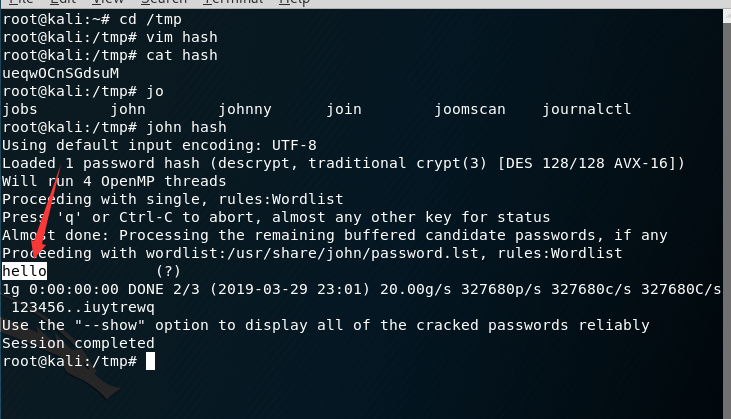 File Edit View Search Terminal Help
root@kali:~# cd /tmp
root@kali:/tmp# vim hash
root@kali:/tmp# cat hash
ueqwOCnSGdsuM
root@kali:/tmp# jo
jobs john johnny join joomscan journalctl
root@kali:/tmp# john hash
Using default input encoding: UTF-8
Loaded 1 password hash (descrypt, traditional crypt(3) [DES 128/128 AVX-16])
Will run 4 OpenMP threads
Proceeding with single, rules:Wordlist
Press 'q' or Ctrl-C to abort, almost any other key for status
Almost done: Processing the remaining buffered candidate passwords, if any
Proceeding with wordlist:/usr/share/john/password.lst, rules:Wordlist
hello (?)
1g 0:00:00:00 DONE 2/3 (2019-03-29 23:01) 20.00g/s 327680p/s 327680c/s 327680C/s
123456..iuytrewq
Use the "--show" option to display all of the cracked passwords reliably
Session completed
root@kali:/tmp#